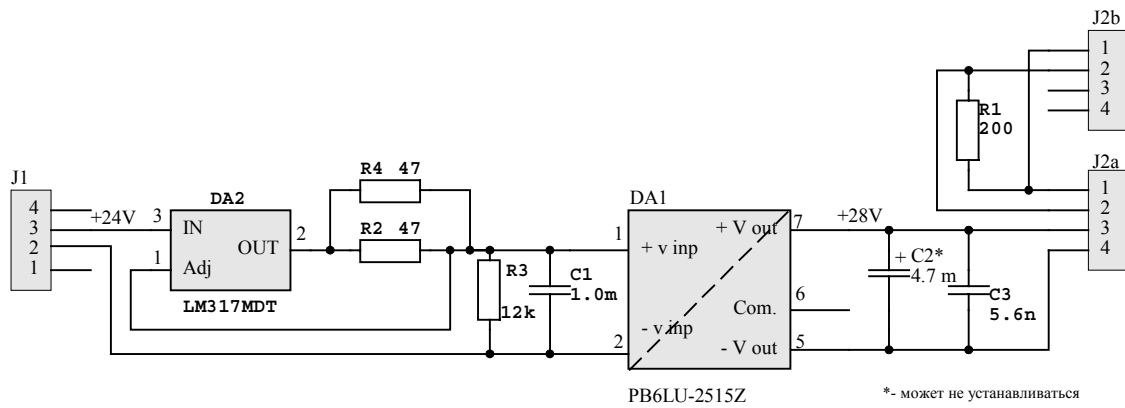 J2b
1
2
3
4
R1
200
J2a
1
2
3
4
J1
4
3
2
1
+24V
DA2
3
IN
OUT
2
1
Adj
LM317MDT
R4 47
R2 47
R3
12k
C1
1.0m
DA1
1
+ v inp
- v inp
2
+ V out
7
Com.
6
- V out
5
PB6LU-2515Z
+28V
+ C2*
4.7 m
C3
5.6n
*- может не устанавливаться